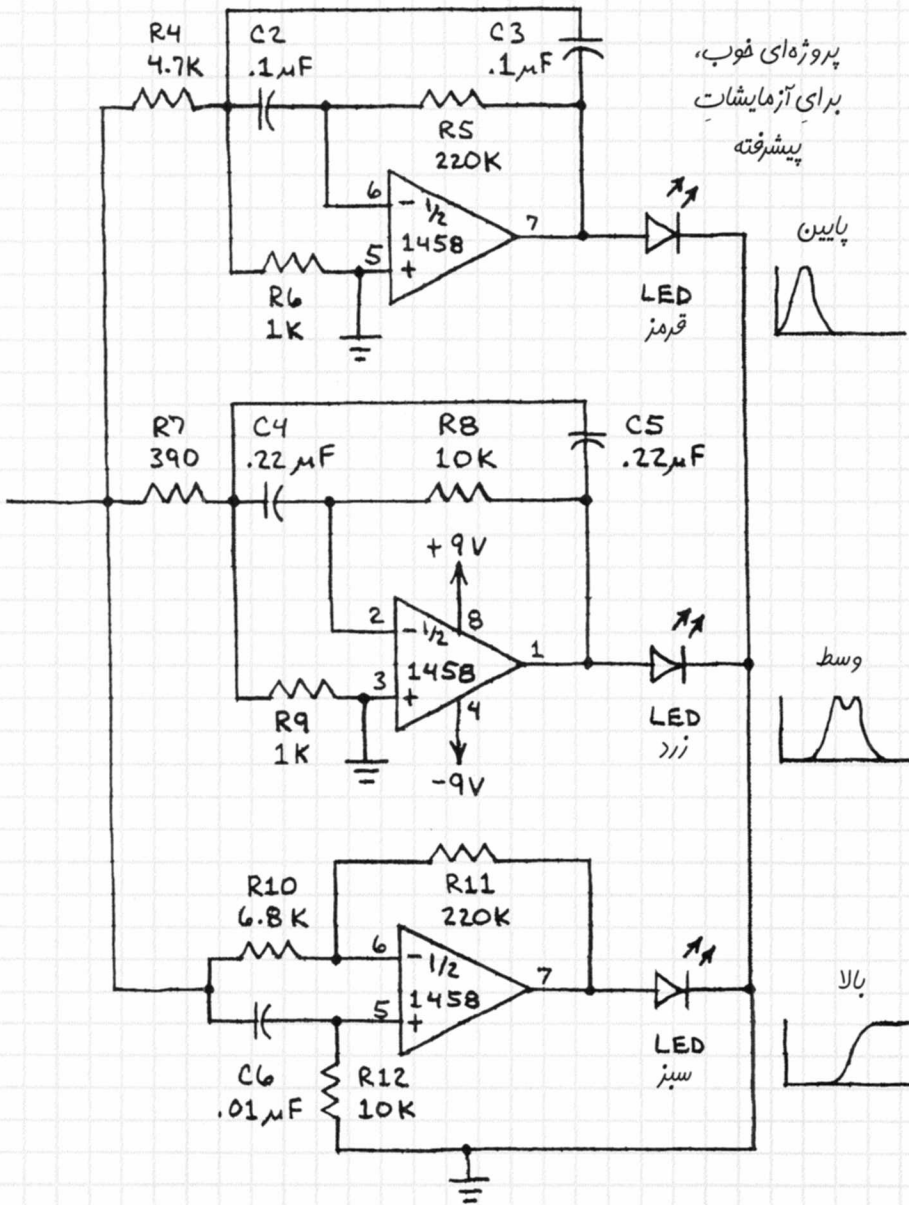 R4
4.7K
C2
.1µF
C3
.1µF
پروژه‌ای خوب،
برایِ آزمایشاتِ
پیشرفته
R5
220K
6
-
1/2
1458
7
5
+
R6
1K
LED
قرمز
پایین
R7
390
C4
.22µF
R8
10K
C5
.22µF
+9V
8
2
-
1/2
1458
1
3
+
4
R9
1K
-9V
LED
زرد
وسط
R10
6.8K
R11
220K
6
-
1/2
1458
7
5
+
C6
.01µF
R12
10K
LED
سبز
بالا